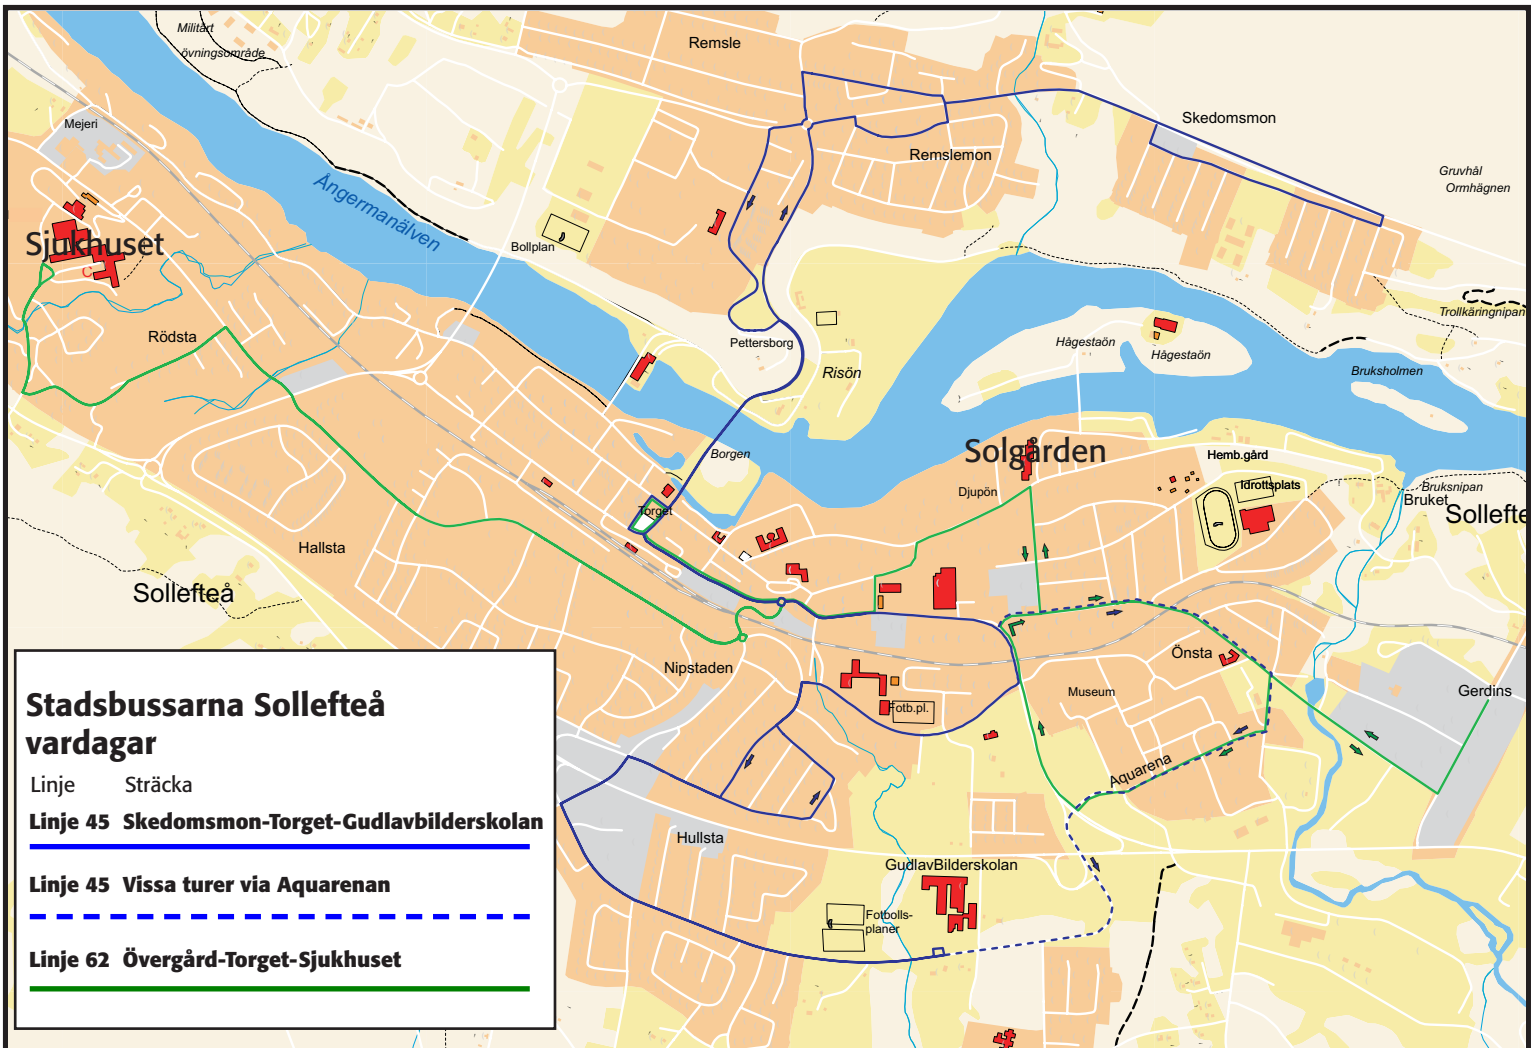 Militärt
övningsområde
Remsle
Mejeri
Skedomsmon
Remslemon
Gruvhål
Ormhägnen
Ångermanälven
Sjukhuset
Bollplan
Trollkäringnipan
Rödsta
Pettersborg
Hågestaön
Hågestaön
Risön
Bruksholmen
Borgen
Solgården
Hemb.gård
Djupön
Idrottsplats
Bruksnipan
Bruket
Torget
Sollefte
Hallsta
Sollefteå
Nipstaden
Önsta
Museum
Gerdins
Fotb.pl.
Aquarena
Hullsta
GudlavBilderskolan
Fotbolls-
planer
Stadsbussarna Sollefteå
vardagar
Linje Sträcka
Linje 45 Skedomsmon-Torget-Gudlavbilderskolan
Linje 45 Vissa turer via Aquarenan
Linje 62 Övergård-Torget-Sjukhuset